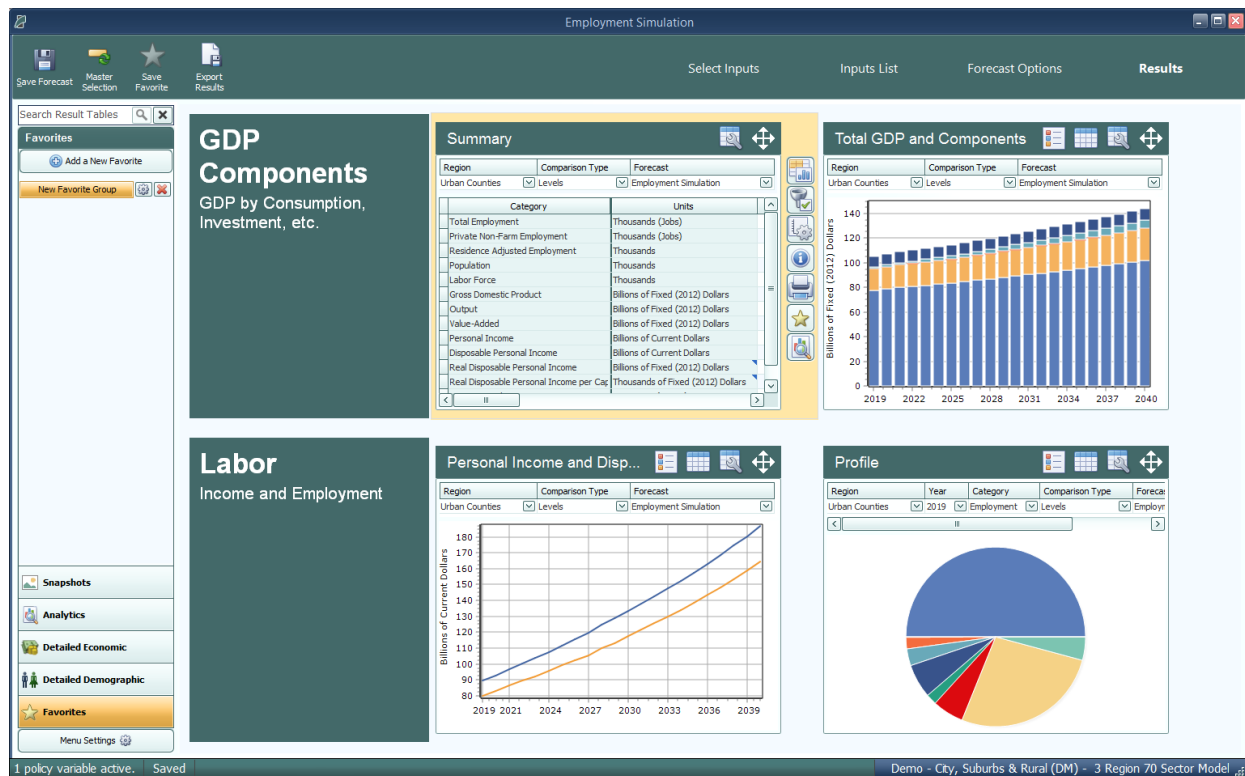 Employment Simulation
Save Forecast
Master Selection
Save Favorite
Export Results
Select Inputs
Inputs List
Forecast Options
Results
Search Result Tables
Favorites
Add a New Favorite
New Favorite Group
Snapshots
Analytics
Detailed Economic
Detailed Demographic
Favorites
Menu Settings
GDP
Components
GDP by Consumption,
Investment, etc.
Summary
Region Comparison Type Forecast
Urban Counties Levels Employment Simulation
Category Units
Total Employment Thousands (Jobs)
Private Non-Farm Employment Thousands (Jobs)
Residence Adjusted Employment Thousands
Population Thousands
Labor Force Thousands
Gross Domestic Product Billions of Fixed (2012) Dollars
Output Billions of Fixed (2012) Dollars
Value-Added Billions of Fixed (2012) Dollars
Personal Income Billions of Current Dollars
Disposable Personal Income Billions of Current Dollars
Real Disposable Personal Income Billions of Fixed (2012) Dollars
Real Disposable Personal Income per Cap Thousands of Fixed (2012) Dollars
Total GDP and Components
Region Comparison Type Forecast
Urban Counties Levels Employment Simulation
Billions of Fixed (2012) Dollars
140
120
100
80
60
40
20
0
2019 2022 2025 2028 2031 2034 2037 2040
Labor
Income and Employment
Personal Income and Disp...
Region Comparison Type Forecast
Urban Counties Levels Employment Simulation
Billions of Current Dollars
180
170
160
150
140
130
120
110
100
90
80
2019 2021 2024 2027 2030 2033 2036 2039
Profile
Region Year Category Comparison Type Forecas
Urban Counties 2019 Employment Levels Employr
1 policy variable active. Saved
Demo - City, Suburbs & Rural (DM) - 3 Region 70 Sector Model